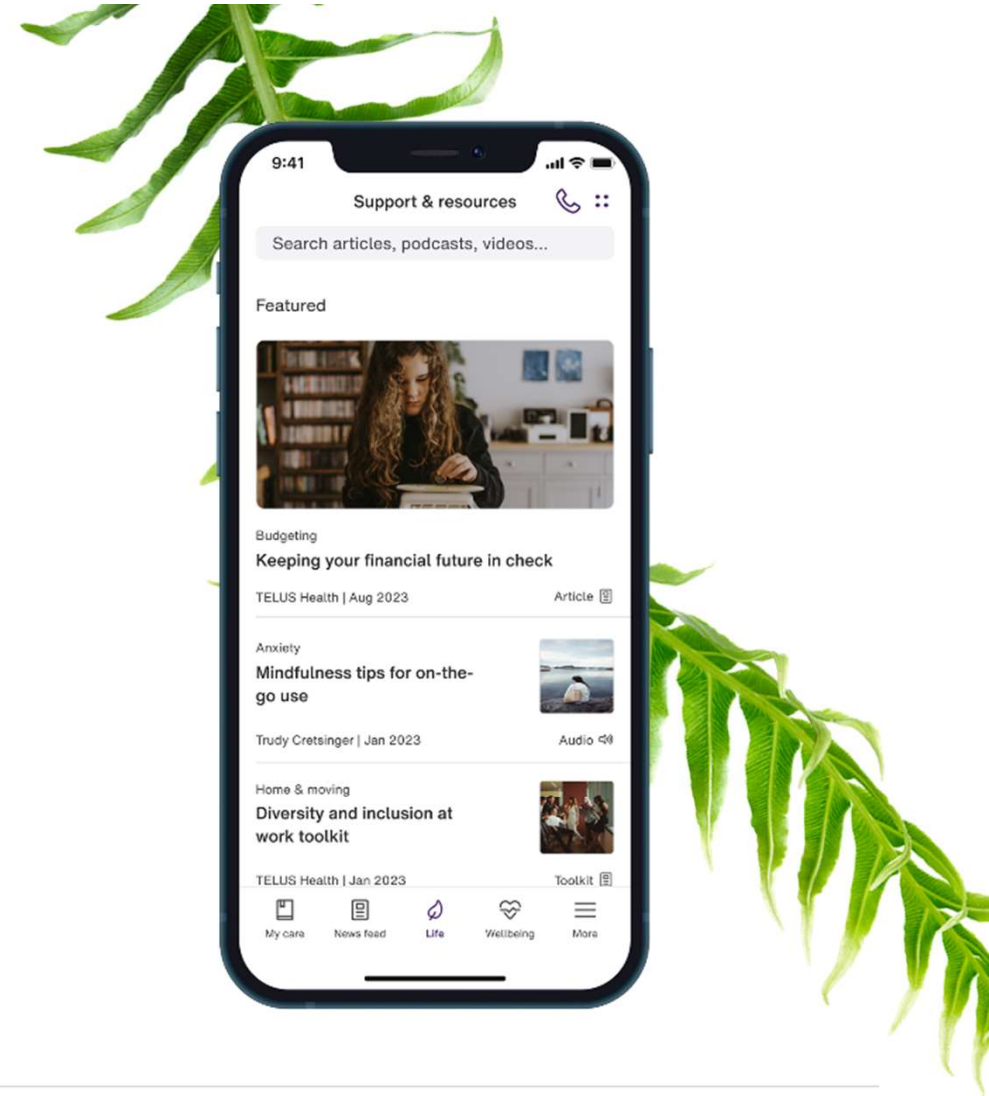 9:41
Support & resources
Search articles, podcasts, videos...
Featured
Budgeting
Keeping your financial future in check
TELUS Health | Aug 2023
Article
Anxiety
Mindfulness tips for on-the-
go use
Trudy Cretsinger | Jan 2023
Audio
Home & moving
Diversity and inclusion at
work toolkit
TELUS Health | Jan 2023
Toolkit
My care
News feed
Life
Wellbeing
More